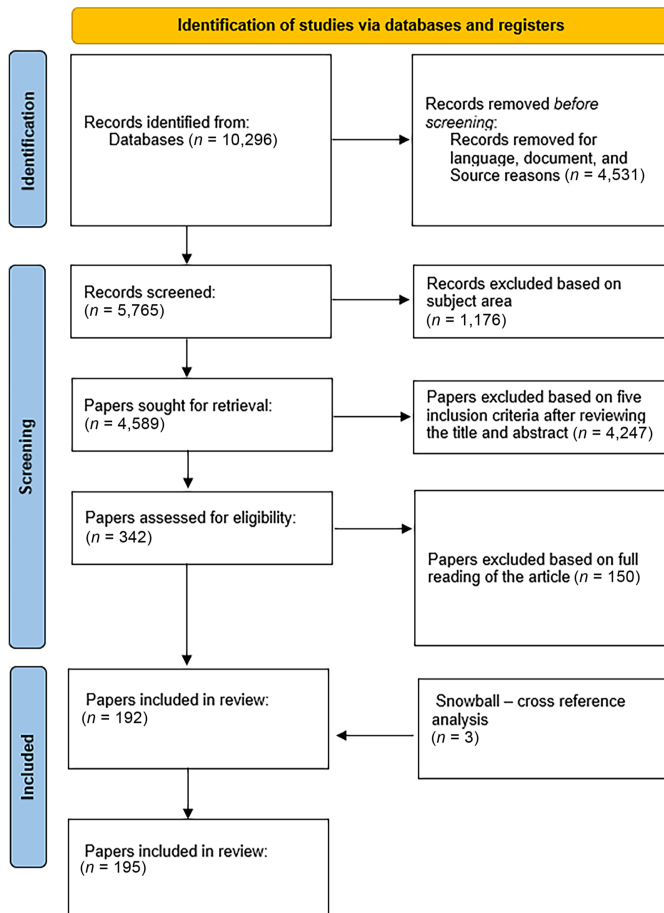 Identification of studies via databases and registers
Identification
Records identified from:
Databases (n = 10,296)
Records removed before
screening:
Records removed for
language, document, and
Source reasons (n = 4,531)
Screening
Records screened:
(n = 5,765)
Records excluded based on
subject area
(n = 1,176)
Papers sought for retrieval:
(n = 4,589)
Papers excluded based on five
inclusion criteria after reviewing
the title and abstract (n = 4,247)
Papers assessed for eligibility:
(n = 342)
Papers excluded based on full
reading of the article (n = 150)
Included
Papers included in review:
(n = 192)
Snowball – cross reference
analysis
(n = 3)
Papers included in review:
(n = 195)